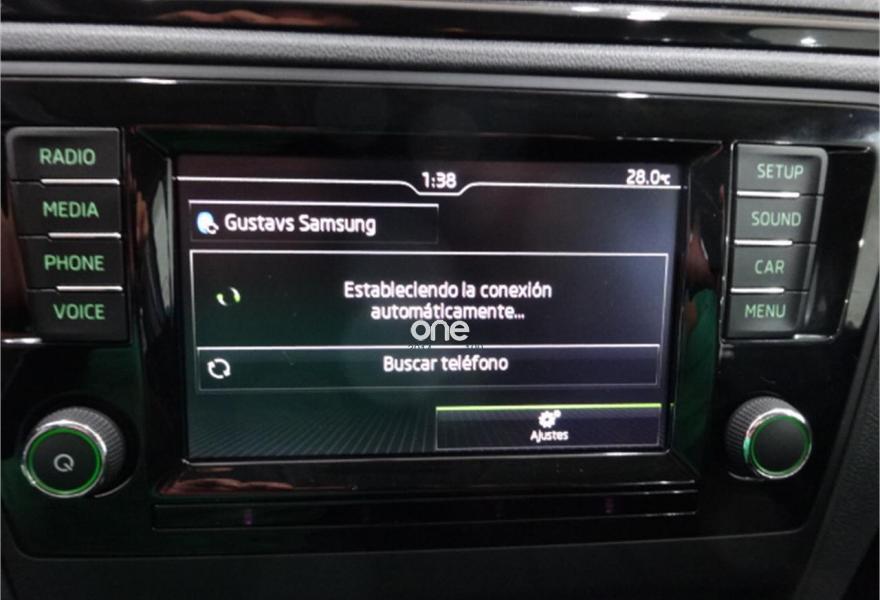 RADIO
MEDIA
PHONE
VOICE
1:38
28.0℃
Gustavs Samsung
Estableciendo la conexión
automáticamente...
one
Buscar teléfono
Ajustes
SETUP
SOUND
CAR
MENU